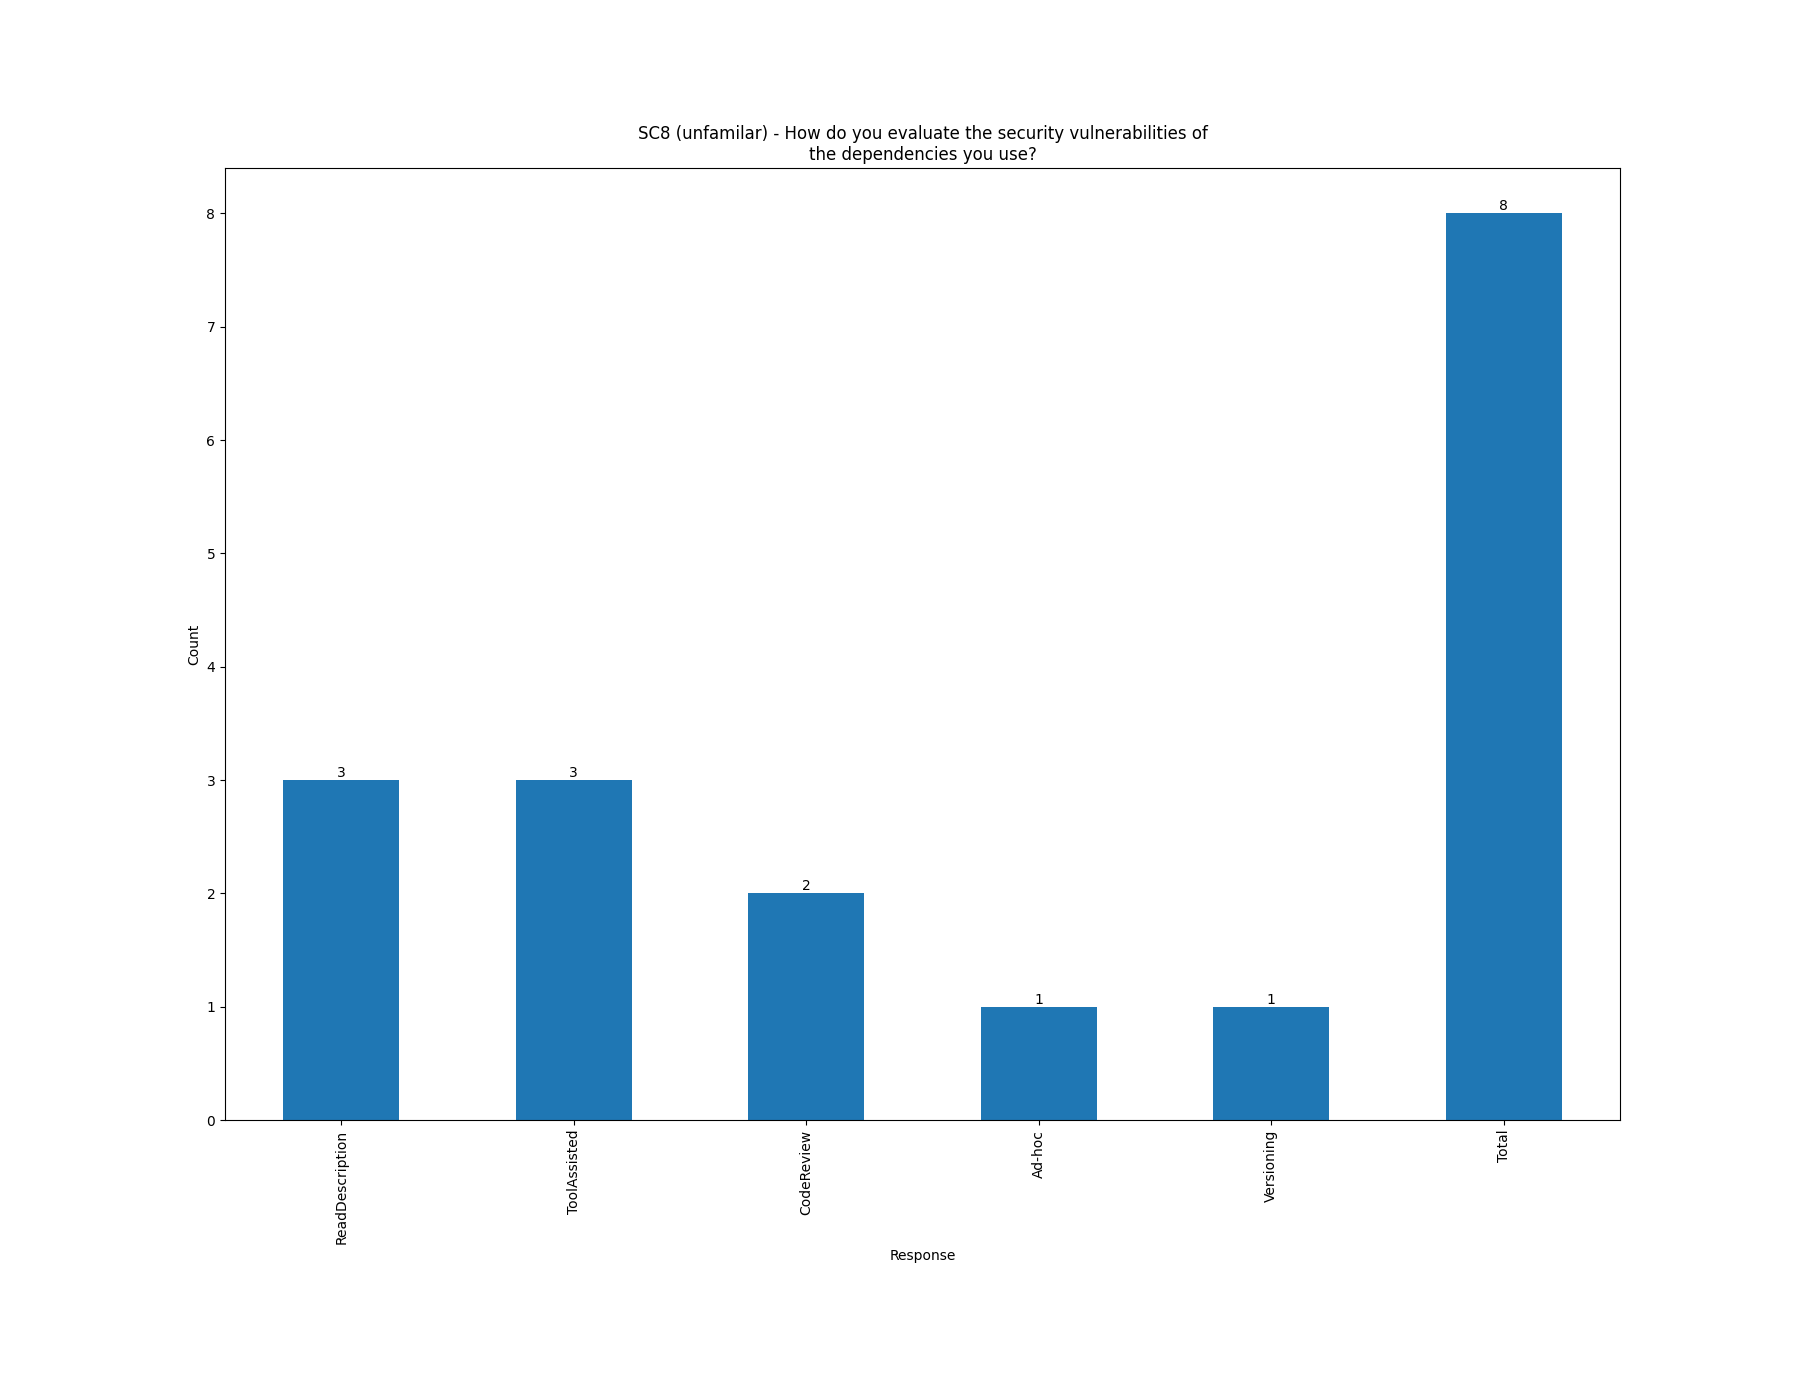 SC8 (unfamilar) - How do you evaluate the security vulnerabilities of
the dependencies you use?
8
7
6
5
4
3
2
1
0
Count
3
3
2
1
1
8
ReadDescription
ToolAssisted
CodeReview
Ad-hoc
Versioning
Total
Response